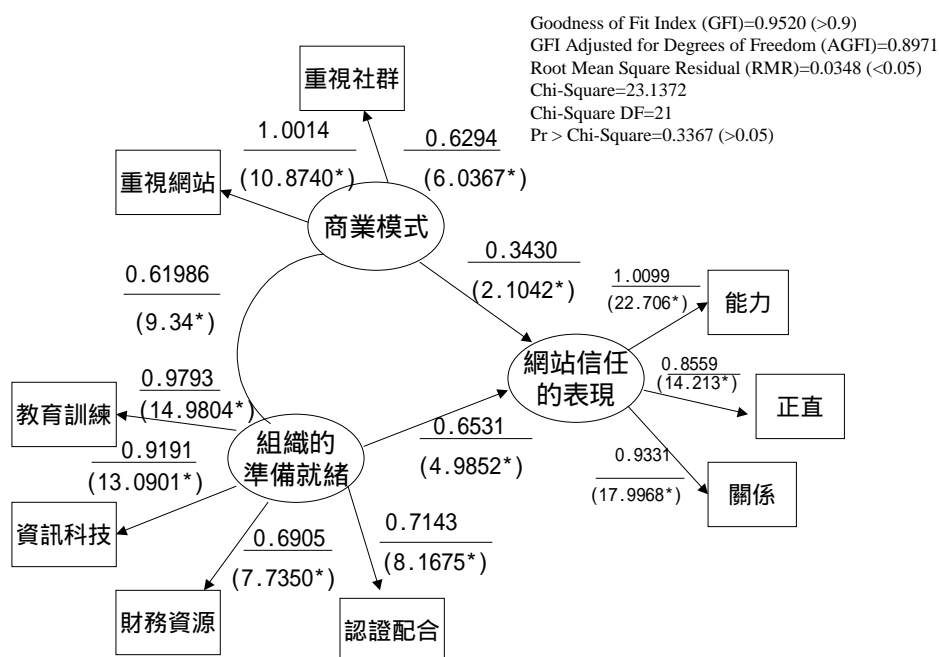 Goodness of Fit Index (GFI)=0.9520 (>0.9)
GFI Adjusted for Degrees of Freedom (AGFI)=0.8971
Root Mean Square Residual (RMR)=0.0348 (<0.05)
Chi-Square=23.1372
Chi-Square DF=21
Pr > Chi-Square=0.3367 (>0.05)
重視社群
1.0014
(10.8740*)
0.6294
(6.0367*)
重視網站
商業模式
0.61986
(9.34*)
0.3430
(2.1042*)
1.0099
(22.706*)
能力
網站信任
的表現
0.8559
(14.213*)
正直
0.9793
(14.9804*)
教育訓練
組織的
準備就緒
0.6531
(4.9852*)
0.9331
(17.9968*)
關係
0.9191
(13.0901*)
資訊科技
0.6905
(7.7350*)
0.7143
(8.1675*)
財務資源
認證配合